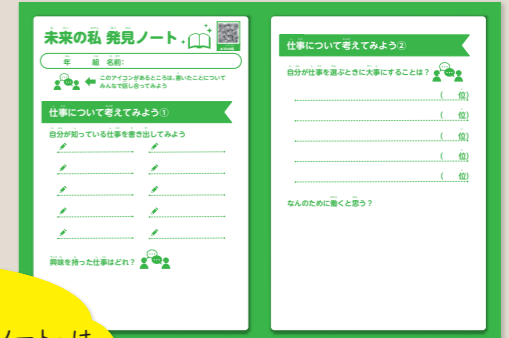 未来の私 発見ノート
年 組 名前:
このアイコンがあるところは、書いたことについて
みんなで話し合ってみよう
仕事について考えてみよう①
自分が知っている仕事を書き出してみよう
興味を持った仕事はどれ？
仕事について考えてみよう②
自分が仕事を選ぶときに大事にすることは？
( 位)
( 位)
( 位)
( 位)
( 位)
なんのために働くと思う？
ノート」は